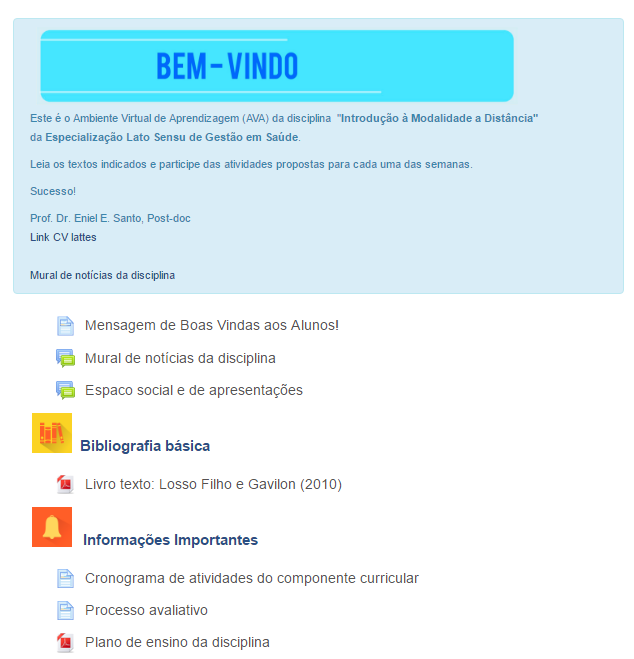 BEM-VINDO
Este é o Ambiente Virtual de Aprendizagem (AVA) da disciplina "Introdução à Modalidade a Distância"
da Especialização Lato Sensu de Gestão em Saúde.
Leia os textos indicados e participe das atividades propostas para cada uma das semanas.
Sucesso!
Prof. Dr. Eniel E. Santo, Post-doc
Link CV lattes
Mural de notícias da disciplina
Mensagem de Boas Vindas aos Alunos!
Mural de notícias da disciplina
Espaco social e de apresentações
Bibliografia básica
Livro texto: Losso Filho e Gavilon (2010)
Informações Importantes
Cronograma de atividades do componente curricular
Processo avaliativo
Plano de ensino da disciplina